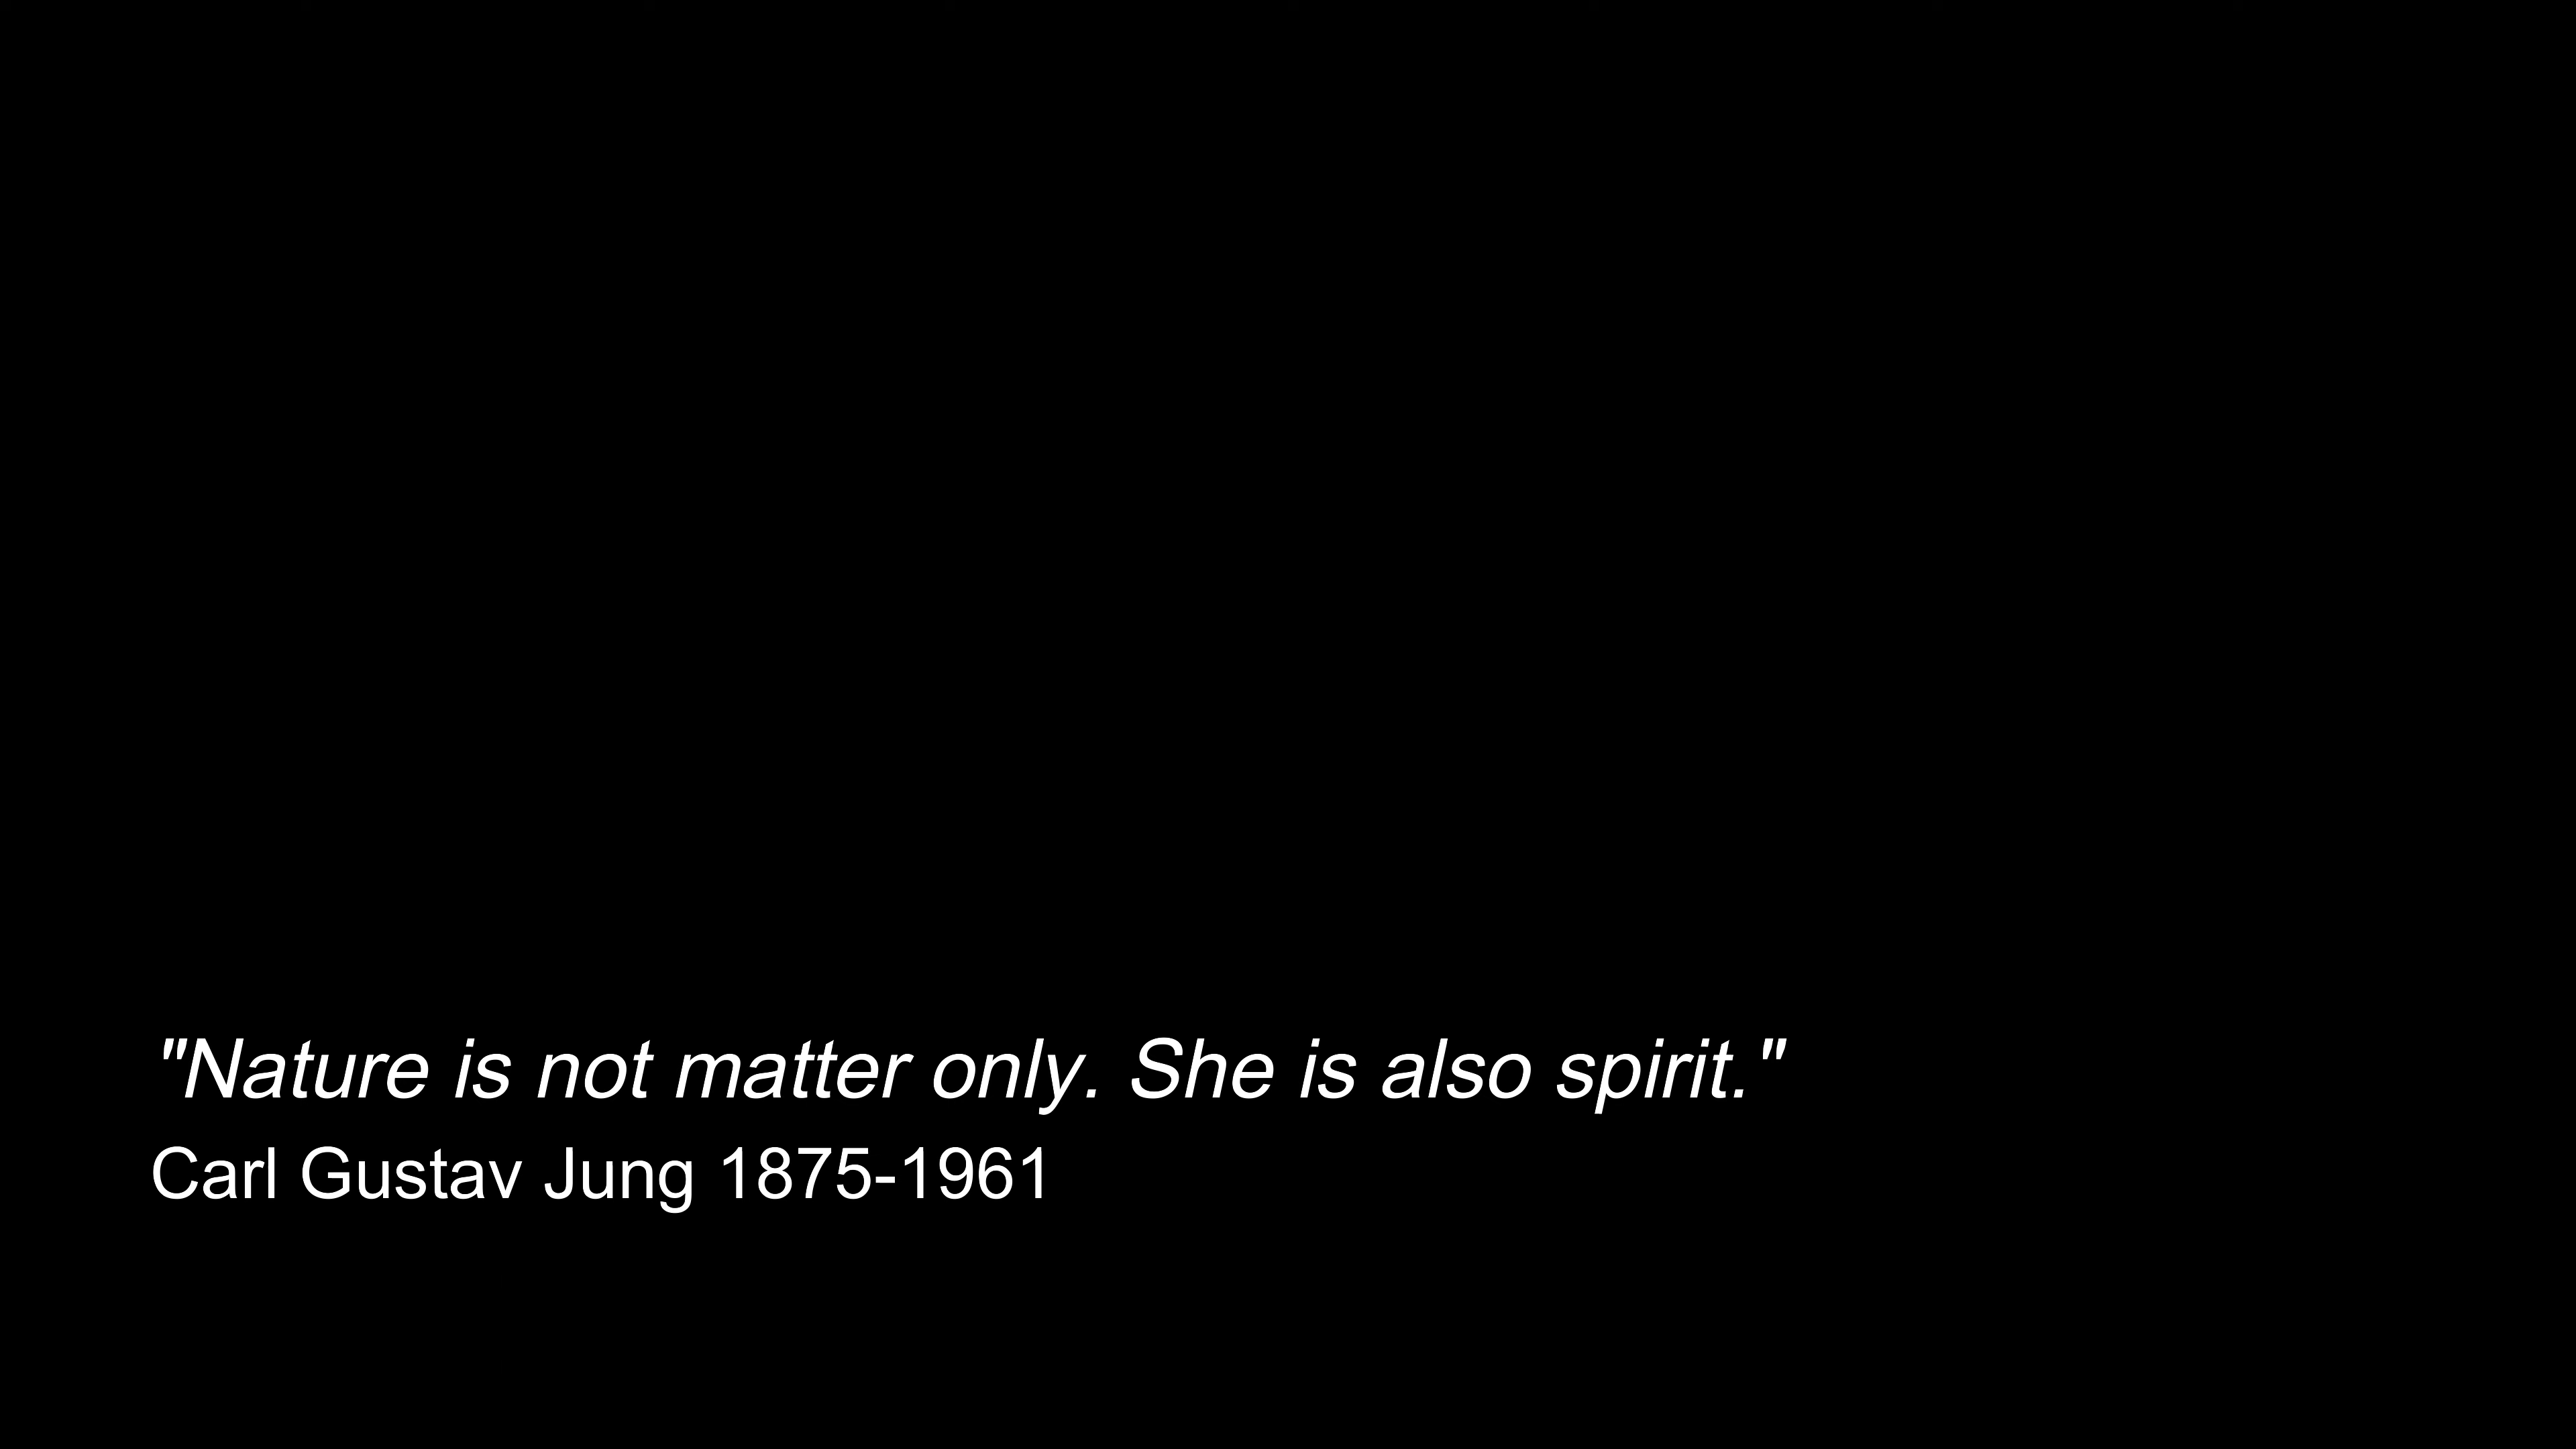 "Nature is not matter only. She is also spirit."
Carl Gustav Jung 1875-1961